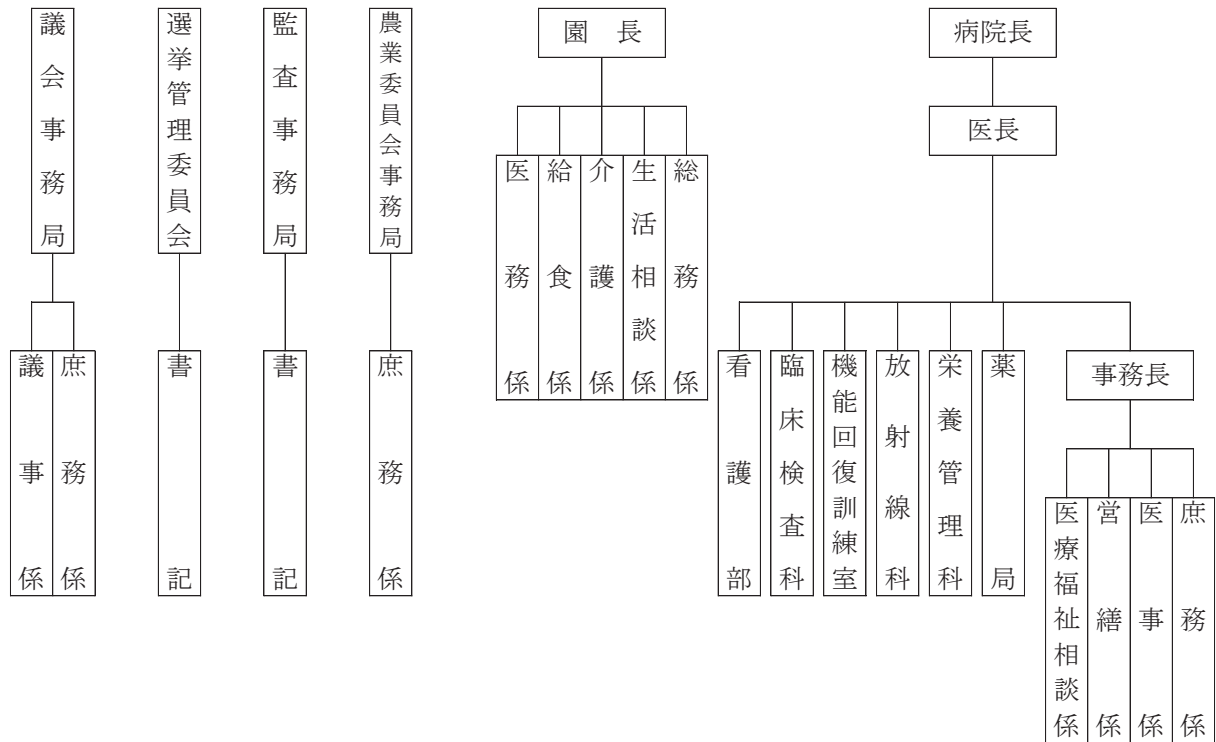 議会事務局
選挙管理委員会
監査事務局
農業委員会事務局
園　長
病院長
医長
医務係
給食係
介護係
生活相談係
総務係
議事係
庶務係
書記
書記
庶務係
看護部
臨床検査科
機能回復訓練室
放射線科
栄養管理科
薬局
事務長
医療福祉相談係
営繕係
医事係
庶務係